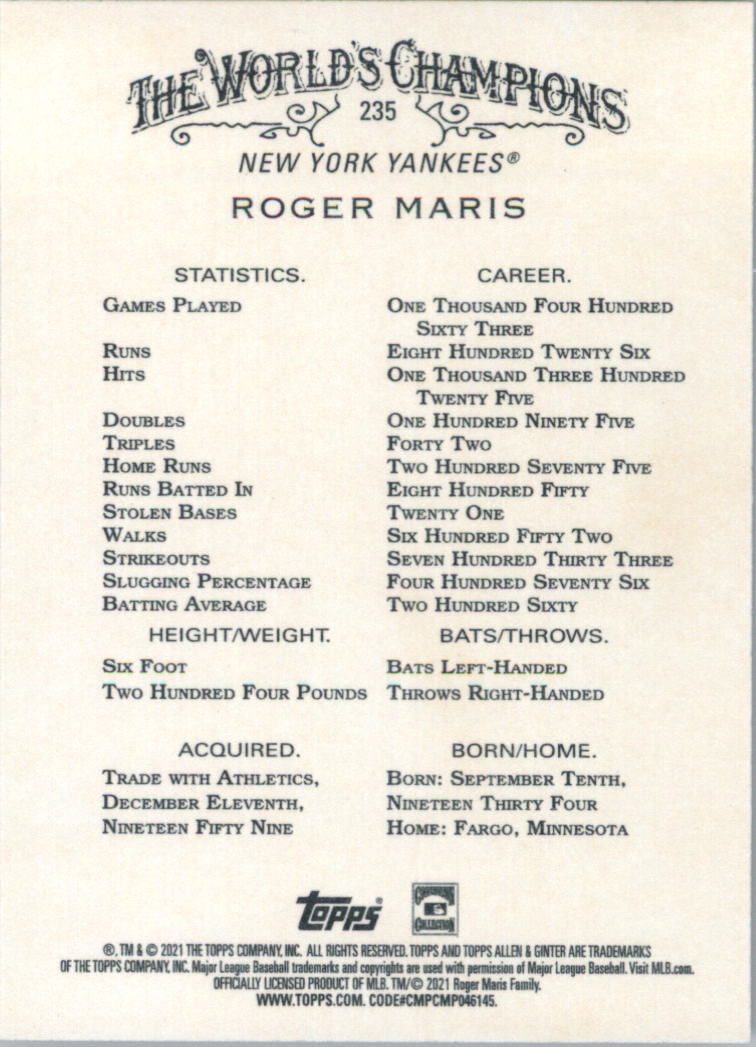 THE WORLD'S CHAMPIONS
235
NEW YORK YANKEES®
ROGER MARIS
STATISTICS. CAREER.
GAMES PLAYED ONE THOUSAND FOUR HUNDRED
SIXTY THREE
RUNS EIGHT HUNDRED TWENTY SIX
HITS ONE THOUSAND THREE HUNDRED
TWENTY FIVE
DOUBLES ONE HUNDRED NINETY FIVE
TRIPLES FORTY TWO
HOME RUNS TWO HUNDRED SEVENTY FIVE
RUNS BATTED IN EIGHT HUNDRED FIFTY
STOLEN BASES TWENTY ONE
WALKS SIX HUNDRED FIFTY TWO
STRIKEOUTS SEVEN HUNDRED THIRTY THREE
SLUGGING PERCENTAGE FOUR HUNDRED SEVENTY SIX
BATTING AVERAGE TWO HUNDRED SIXTY
HEIGHT/WEIGHT. BATS/THROWS.
SIX FOOT BATS LEFT-HANDED
TWO HUNDRED FOUR POUNDS THROWS RIGHT-HANDED
ACQUIRED. BORN/HOME.
TRADE WITH ATHLETICS, BORN: SEPTEMBER TENTH,
DECEMBER ELEVENTH, NINETEEN THIRTY FOUR
NINETEEN FIFTY NINE HOME: FARGO, MINNESOTA
topps® COOPERSTOWN COLLECTION
®, TM & © 2021 THE TOPPS COMPANY, INC. ALL RIGHTS RESERVED. TOPPS AND TOPPS ALLEN & GINTER ARE TRADEMARKS
OF THE TOPPS COMPANY, INC. Major League Baseball trademarks and copyrights are used with permission of Major League Baseball. Visit MLB.com.
OFFICIALLY LICENSED PRODUCT OF MLB. TM/© 2021 Roger Maris Family.
WWW.TOPPS.COM. CODE#CMPCMP046145.